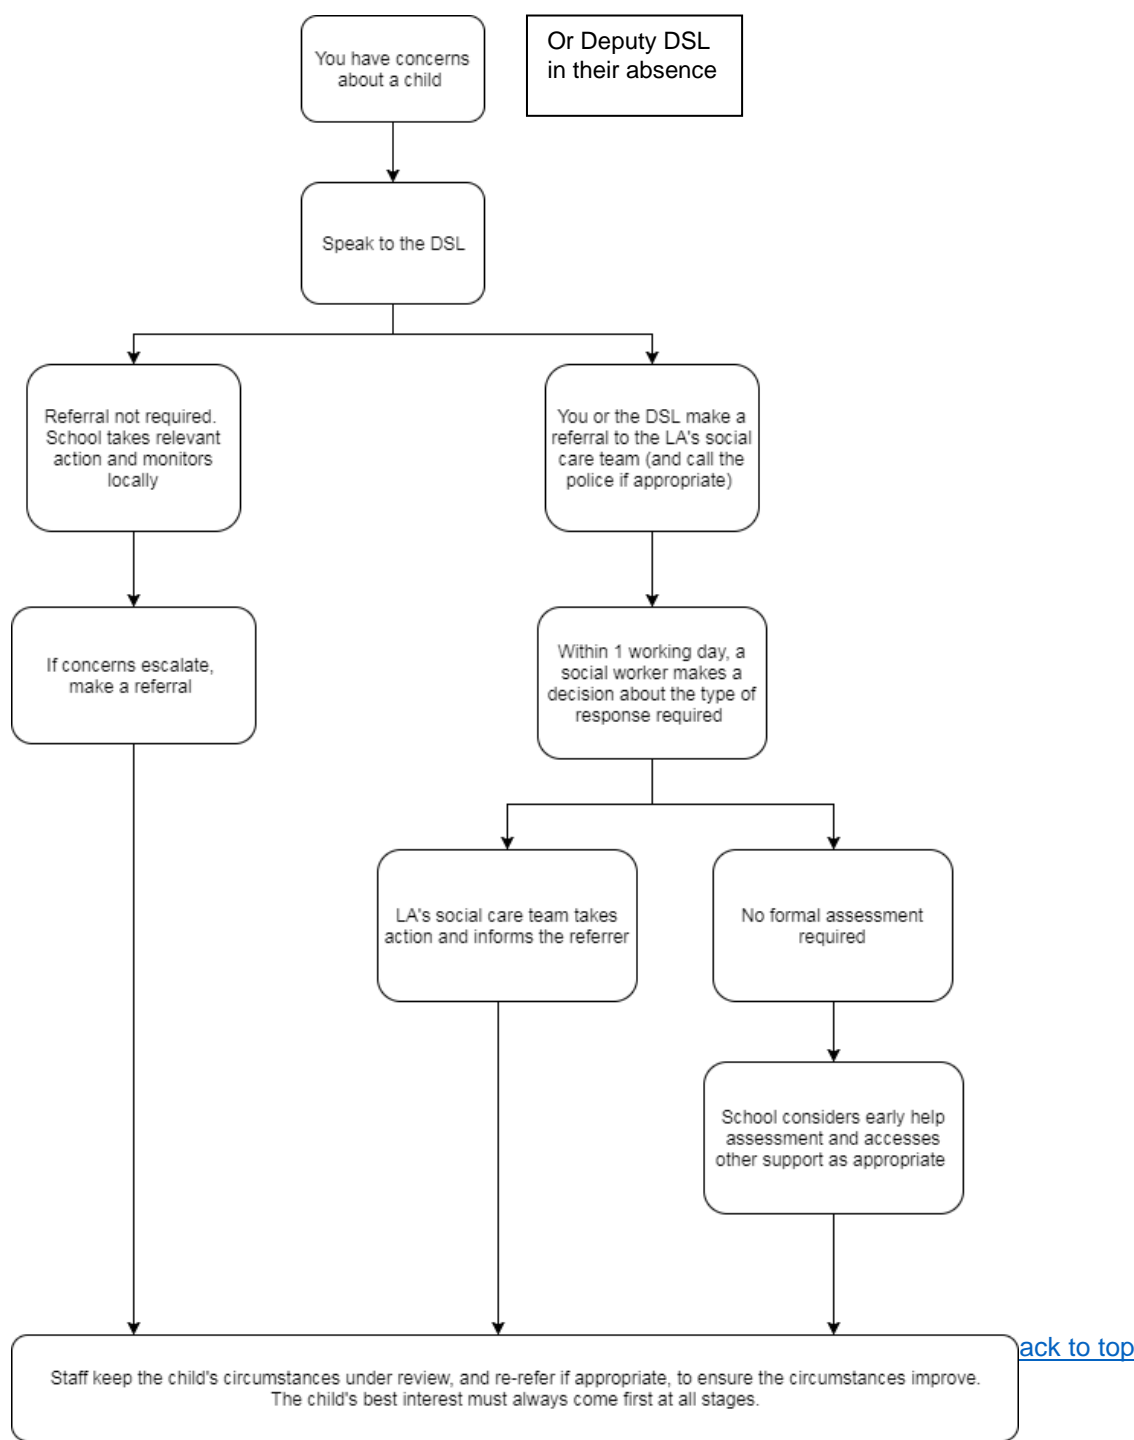 You have concerns
about a child
Or Deputy DSL
in their absence
Speak to the DSL
Referral not required.
School takes relevant
action and monitors
locally
You or the DSL make a
referral to the LA's social
care team (and call the
police if appropriate)
If concerns escalate,
make a referral
Within 1 working day, a
social worker makes a
decision about the type of
response required
LA's social care team takes
action and informs the referrer
No formal assessment
required
School considers early help
assessment and accesses
other support as appropriate
ack to top
Staff keep the child's circumstances under review, and re-refer if appropriate, to ensure the circumstances improve.
The child's best interest must always come first at all stages.